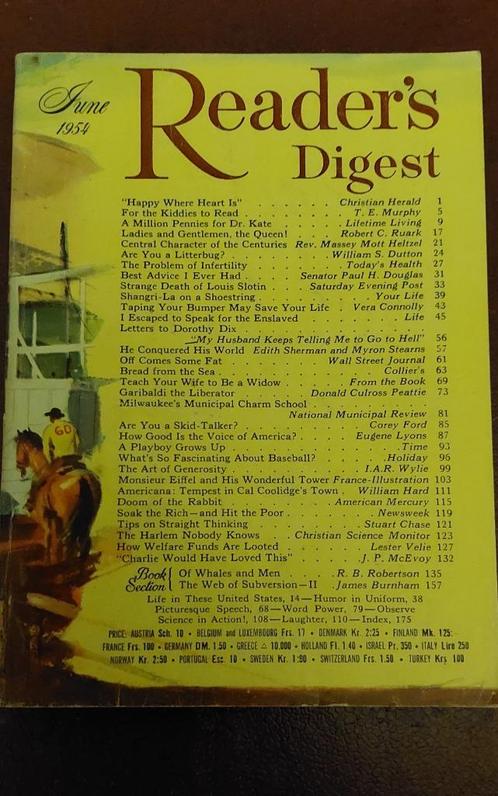 June
1954
Reader's
Digest
"Happy Where Heart Is" . . . . . . . . Christian Herald 1
For the Kiddies to Read . . . . . . . . T. E. Murphy 5
A Million Pennies for Dr. Kate . . . . . . Lifetime Living 9
Ladies and Gentlemen, the Queen! . . . . Robert C. Ruark 17
Central Character of the Centuries Rev. Massey Mott Heltzel 21
Are You a Litterbug? . . . . . . . . William S. Dutton 24
The Problem of Infertility . . . . . . . Today's Health 27
Best Advice I Ever Had . . . . . Senator Paul H. Douglas 31
Strange Death of Louis Slotin . . . Saturday Evening Post 33
Shangri-La on a Shoestring . . . . . . . . Your Life 39
Taping Your Bumper May Save Your Life . Vera Connolly 43
I Escaped to Speak for the Enslaved . . . . . . Life 45
Letters to Dorothy Dix
—"My Husband Keeps Telling Me to Go to Hell" 56
He Conquered His World Edith Sherman and Myron Stearns 57
Off Comes Some Fat . . . . . . . Wall Street Journal 61
Bread from the Sea . . . . . . . . . . . Collier's 63
Teach Your Wife to Be a Widow . . . . From the Book 69
Garibaldi the Liberator . . . . Donald Culross Peattie 73
Milwaukee's Municipal Charm School . . . . . . . .
National Municipal Review 81
Are You a Skid-Talker? . . . . . . . . Corey Ford 85
How Good Is the Voice of America? . . . . Eugene Lyons 87
A Playboy Grows Up . . . . . . . . . . . Time 93
What's So Fascinating About Baseball? . . . . . Holiday 96
The Art of Generosity . . . . . . . . . I.A.R. Wylie 99
Monsieur Eiffel and His Wonderful Tower France-Illustration 103
Americana: Tempest in Cal Coolidge's Town . William Hard 111
Doom of the Rabbit . . . . . . . American Mercury 115
Soak the Rich—and Hit the Poor . . . . . . Newsweek 119
Tips on Straight Thinking . . . . . . . . Stuart Chase 121
The Harlem Nobody Knows . . Christian Science Monitor 123
How Welfare Funds Are Looted . . . . . Lester Velie 127
"Charlie Would Have Loved This" . . . . J. P. McEvoy 132
Book
Section
Of Whales and Men . . . . . R. B. Robertson 135
The Web of Subversion—II . James Burnham 157
Life in These United States, 14—Humor in Uniform, 38
Picturesque Speech, 68—Word Power, 79—Observe
Science in Action!, 108—Laughter, 110—Index, 175
PRICE: AUSTRIA Sch. 10 • BELGIUM and LUXEMBOURG Frs. 17 • DENMARK Kr. 2:25 • FINLAND Mk. 125:
FRANCE Frs. 100 • GERMANY DM. 1.50 • GREECE Δ 10.000 • HOLLAND Fl. 1.40 • ISRAEL Pr. 350 • ITALY Lire 250
NORWAY Kr. 2:50 • PORTUGAL Esc. 10 • SWEDEN Kr. 1:90 • SWITZERLAND Frs. 1.50 • TURKEY Krş 100
60